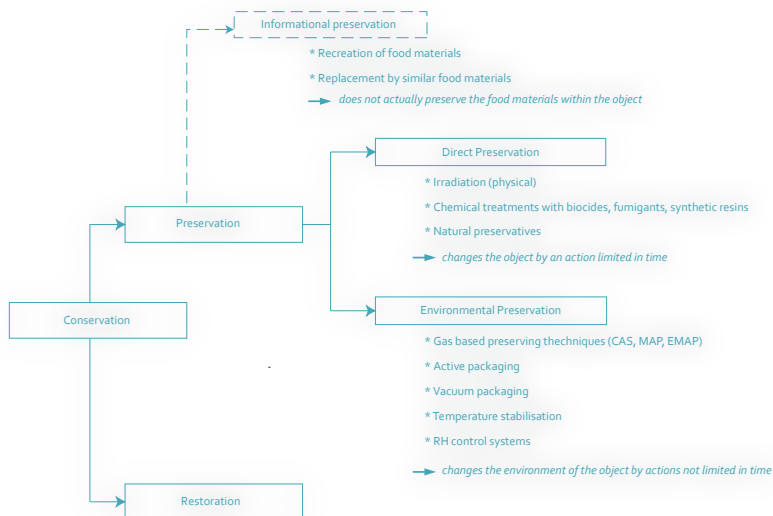 Informational preservation
* Recreation of food materials
* Replacement by similar food materials
does not actually preserve the food materials within the object
Direct Preservation
* Irradiation (physical)
* Chemical treatments with biocides, fumigants, synthetic resins
* Natural preservatives
changes the object by an action limited in time
Preservation
Environmental Preservation
* Gas based preserving thechniques (CAS, MAP, EMAP)
* Active packaging
* Vacuum packaging
* Temperature stabilisation
* RH control systems
changes the environment of the object by actions not limited in time
Conservation
Restoration